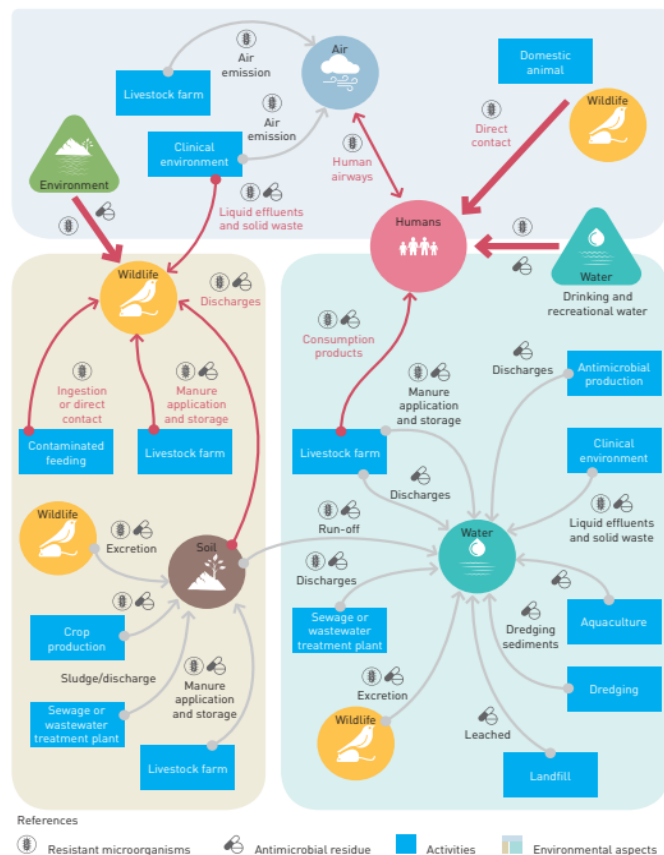 Air
emission
Air
Domestic
animal
Wildlife
Livestock farm
Air
emission
Direct
contact
Clinical
environment
Human
airways
Environment
Liquid effluents
and solid waste
Humans
Wildlife
Discharges
Water
Drinking and
recreational water
Consumption
products
Discharges
Antimicrobial
production
Ingestion
or direct
contact
Manure
application
and storage
Manure
application
and storage
Contaminated
feeding
Livestock farm
Livestock farm
Clinical
environment
Discharges
Wildlife
Excretion
Soil
Run-off
Water
Liquid effluents
and solid waste
Discharges
Crop
production
Sewage or
wastewater
treatment plant
Dredging
sediments
Aquaculture
Sludge/discharge
Manure
application
and storage
Excretion
Dredging
Sewage or
wastewater
treatment plant
Wildlife
Leached
Livestock farm
Landfill
References
Resistant microorganisms
Antimicrobial residue
Activities
Environmental aspects